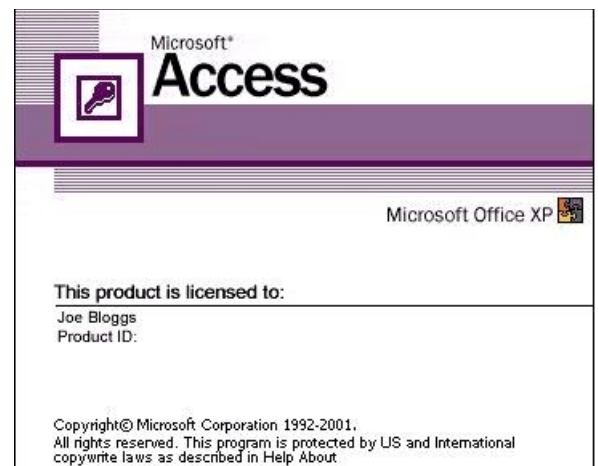 Microsoft*
Access
Microsoft Office XP
This product is licensed to:
Joe Bloggs
Product ID:
Copyright© Microsoft Corporation 1992-2001.
All rights reserved. This program is protected by US and International
copywrite laws as described in Help About